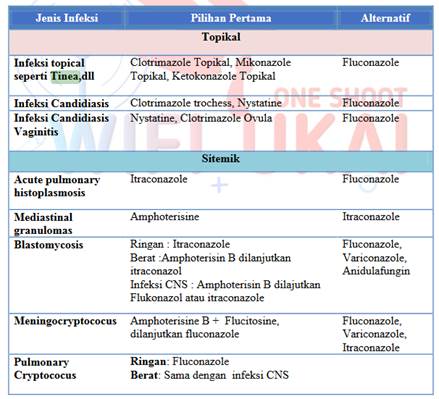 Jenis Infeksi Pilihan Pertama Alternatif
Topikal
Infeksi topical Clotrimazole Topikal, Mikonazole Fluconazole
seperti Tinea,dll Topikal, Ketokonazole Topikal
Infeksi Candidiasis Clotrimazole trochess, Nystatine Fluconazole
Infeksi Candidiasis Nystatine, Clotrimazole Ovula Fluconazole
Vaginitis
ONE SHOOT
WIFI UKAI
Sitemik
Acute pulmonary Itraconazole Fluconazole
histoplasmosis
Mediastinal Amphoterisine Itraconazole
granulomas
Blastomycosis Ringan : Itraconazole Fluconazole,
Berat :Amphoterisin B dilanjutkan Variconazole,
itraconazol Anidulafungin
Infeksi CNS : Amphoterisin B dilajutkan
Flukonazol atau itraconazole
Meningocryptococus Amphoterisine B + Flucitosine, Fluconazole,
dilanjutkan fluconazole Variconazole,
Itraconazole
Pulmonary Ringan: Fluconazole
Cryptococus Berat: Sama dengan infeksi CNS